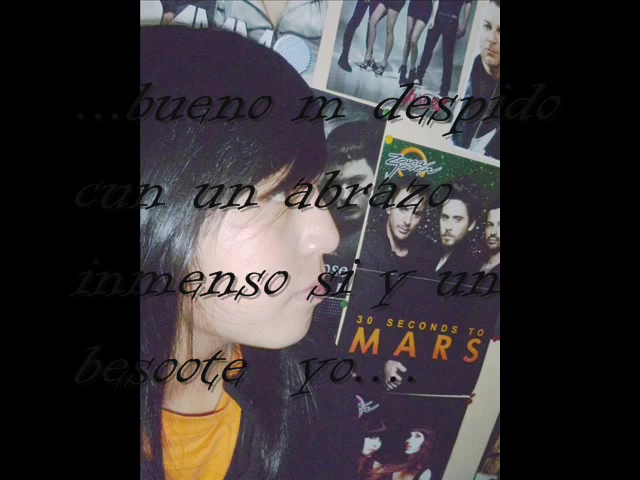 ...bueno m despido
cun un abrazo
inmenso si y un
besoote yo....
30 SECONDS TO
MARS